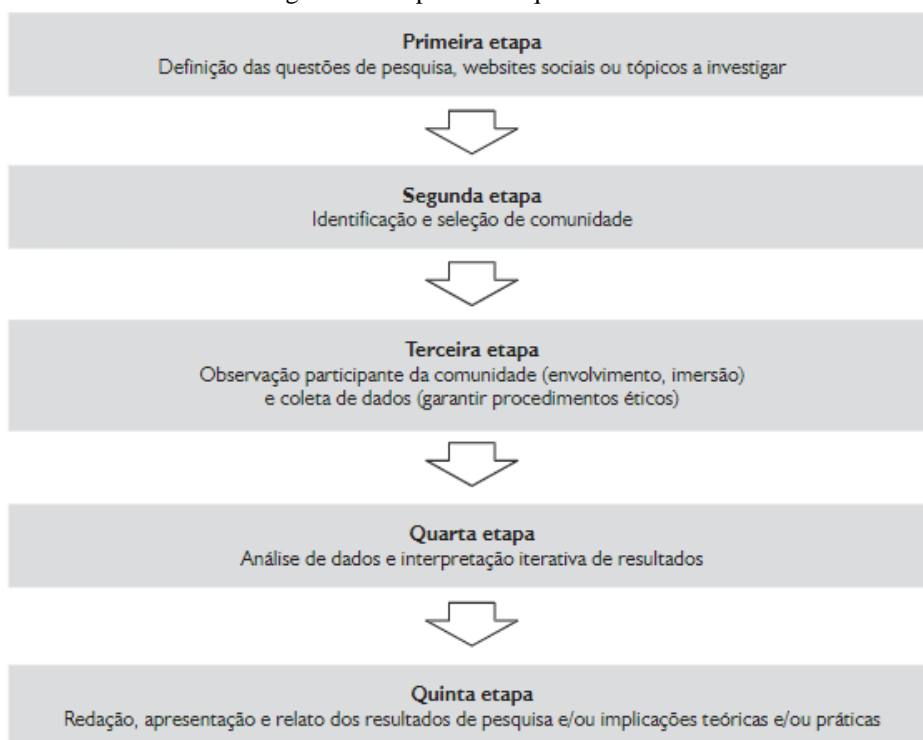 Primeira etapa
Definição das questões de pesquisa, websites sociais ou tópicos a investigar
Segunda etapa
Identificação e seleção de comunidade
Terceira etapa
Observação participante da comunidade (envolvimento, imersão)
e coleta de dados (garantir procedimentos éticos)
Quarta etapa
Análise de dados e interpretação iterativa de resultados
Quinta etapa
Redação, apresentação e relato dos resultados de pesquisa e/ou implicações teóricas e/ou práticas